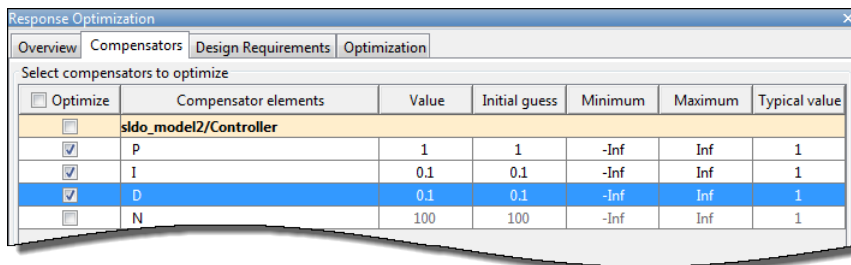 Response Optimization
Overview Compensators Design Requirements Optimization
Select compensators to optimize
Optimize Compensator elements Value Initial guess Minimum Maximum Typical value
sldo_model2/Controller
P 1 1 -Inf Inf 1
I 0.1 0.1 -Inf Inf 1
D 0.1 0.1 -Inf Inf 1
N 100 100 -Inf Inf 1